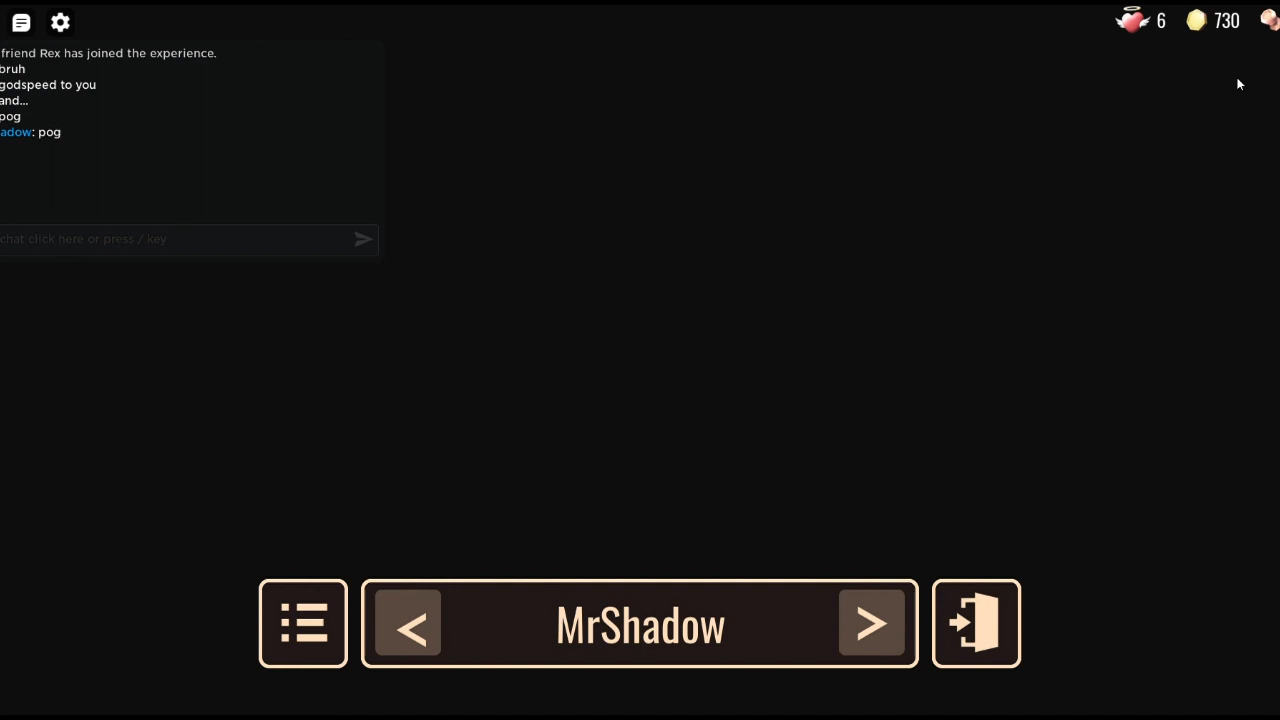 6 730
friend Rex has joined the experience.
bruh
godspeed to you
and...
pog
adow: pog
chat click here or press / key
< MrShadow >